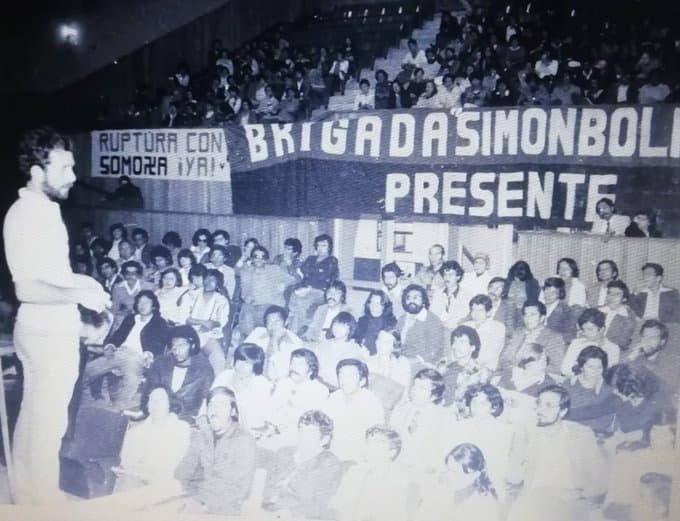 RUPTURA CON
SOMOZA ¡YA!
BRIGADA "SIMON BOLI
PRESENTE